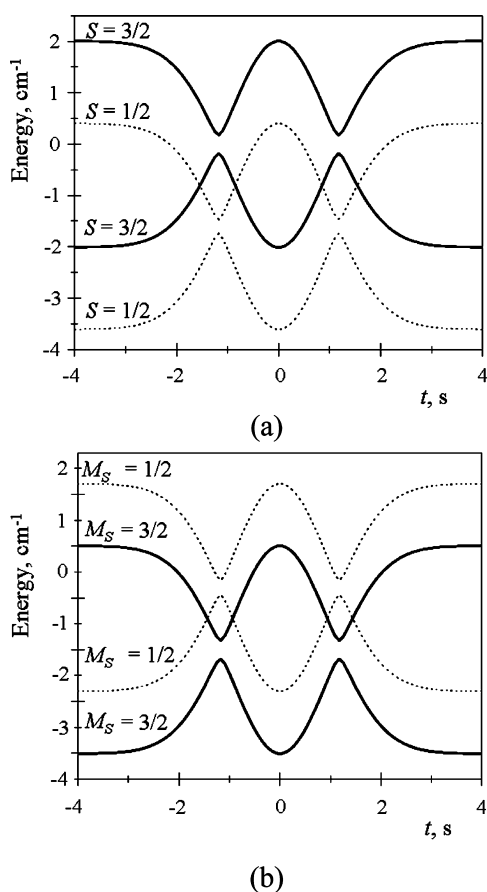 2
S = 3/2
1
S = 1/2
0
-1
S = 3/2
-2
-3
S = 1/2
-4
Energy, cm-1
-4 -2 0 2 4
t, s
(a)
2
MS = 1/2
1
MS = 3/2
0
-1
MS = 1/2
-2
MS = 3/2
-3
-4
Energy, cm-1
-4 -2 0 2 4
t, s
(b)